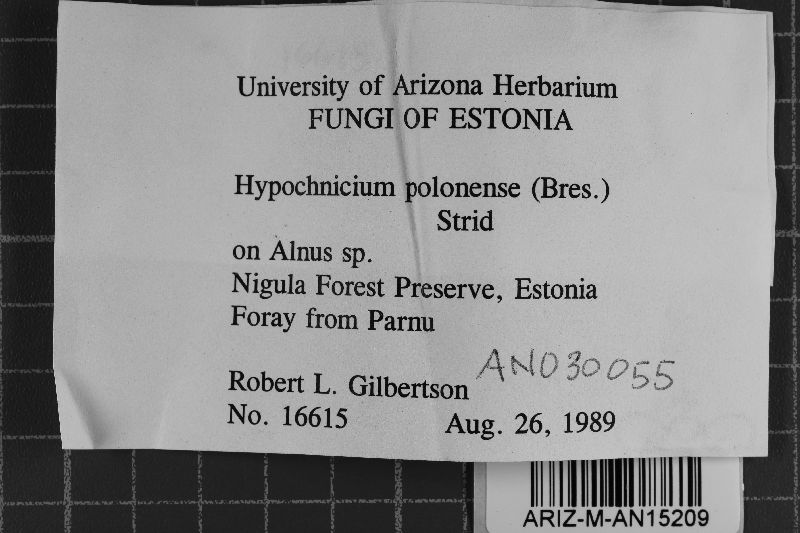 University of Arizona Herbarium
FUNGI OF ESTONIA
Hypochnicium polonense (Bres.)
Strid
on Alnus sp.
Nigula Forest Preserve, Estonia
Foray from Parnu
AN030055
Robert L. Gilbertson
No. 16615 Aug. 26, 1989
ARIZ-M-AN15209